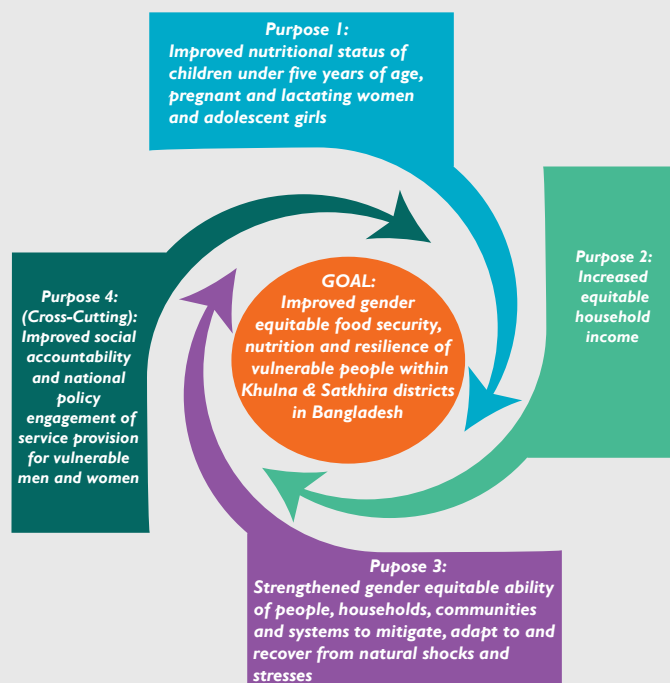 Purpose 1:
Improved nutritional status of
children under five years of age,
pregnant and lactating women
and adolescent girls
Purpose 2:
Increased
equitable
household
income
GOAL:
Improved gender
equitable food security,
nutrition and resilience of
vulnerable people within
Khulna & Satkhira districts
in Bangladesh
Purpose 4:
(Cross-Cutting):
Improved social
accountability
and national
policy
engagement of
service provision
for vulnerable
men and women
Pupose 3:
Strengthened gender equitable ability
of people, households, communities
and systems to mitigate, adapt to and
recover from natural shocks and
stresses